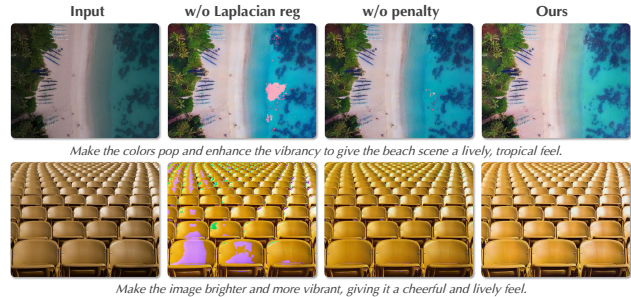 Input w/o Laplacian reg w/o penalty Ours
Make the colors pop and enhance the vibrancy to give the beach scene a lively, tropical feel.
Make the image brighter and more vibrant, giving it a cheerful and lively feel.